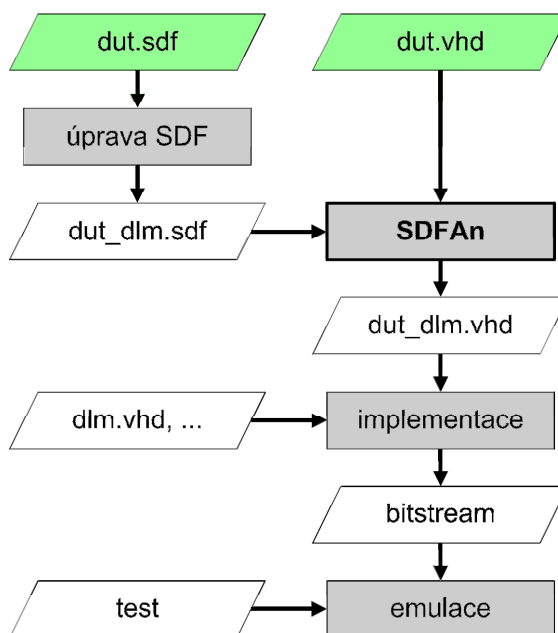 dut.sdf
dut.vhd
úprava SDF
dut_dlm.sdf
SDFAn
dut_dlm.vhd
dlm.vhd, ...
implementace
bitstream
test
emulace